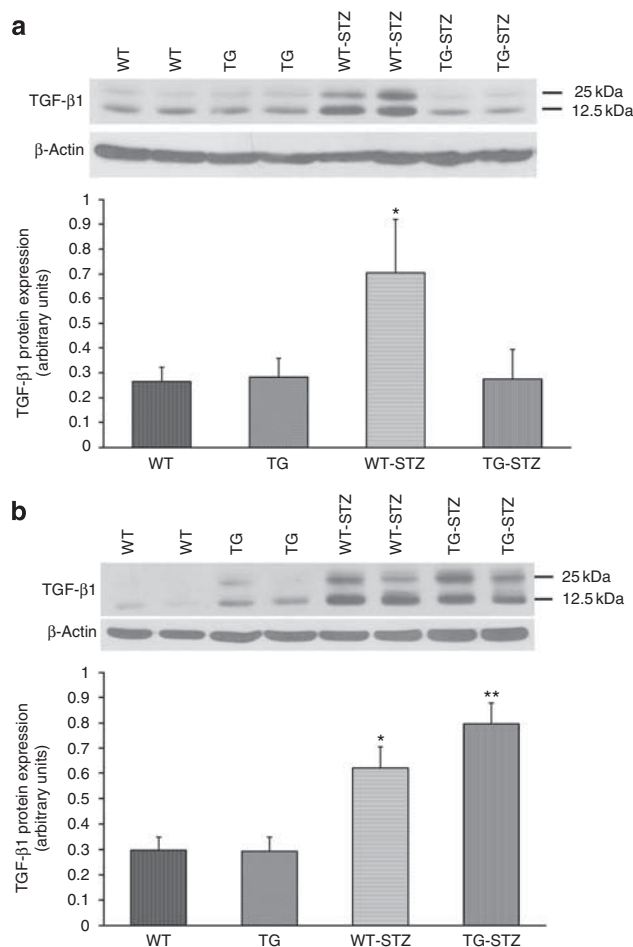 a
WT WT TG TG WT-STZ WT-STZ TG-STZ TG-STZ
TGF-β1
25 kDa
12.5 kDa
β-Actin
TGF-β1 protein expression
(arbitrary units)
1
0.9
0.8
0.7
0.6
0.5
0.4
0.3
0.2
0.1
0
*
WT TG WT-STZ TG-STZ
b
WT WT TG TG WT-STZ WT-STZ TG-STZ TG-STZ
TGF-β1
25 kDa
12.5 kDa
β-Actin
TGF-β1 protein expression
(arbitrary units)
1
0.9
0.8
0.7
0.6
0.5
0.4
0.3
0.2
0.1
0
*
**
WT TG WT-STZ TG-STZ